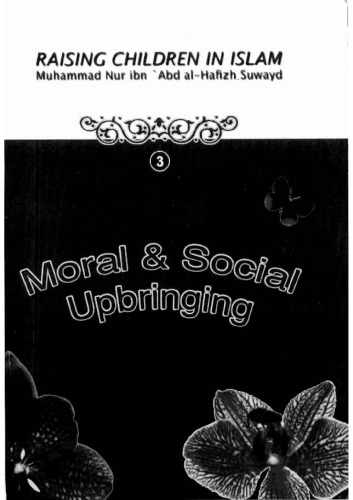 RAISING CHILDREN IN ISLAM
Muhammad Nur ibn `Abd al-Hafizh Suwayd
3
Moral & Social
Upbringing